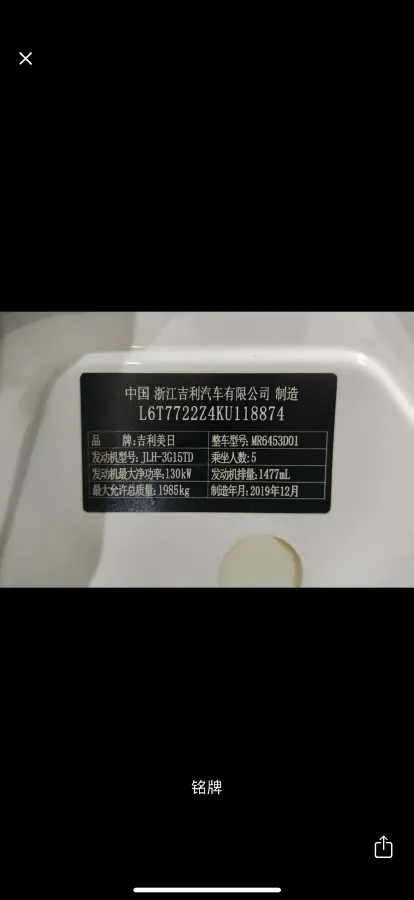 中国 浙江吉利汽车有限公司 制造
L6T7722Z4KU118874
品 牌:吉利美日 整车型号:MR6453D01
发动机型号:JLH-3G15TD 乘坐人数:5
发动机最大净功率:130kW 发动机排量:1477mL
最大允许总质量:1985kg 制造年月:2019年12月
铭牌